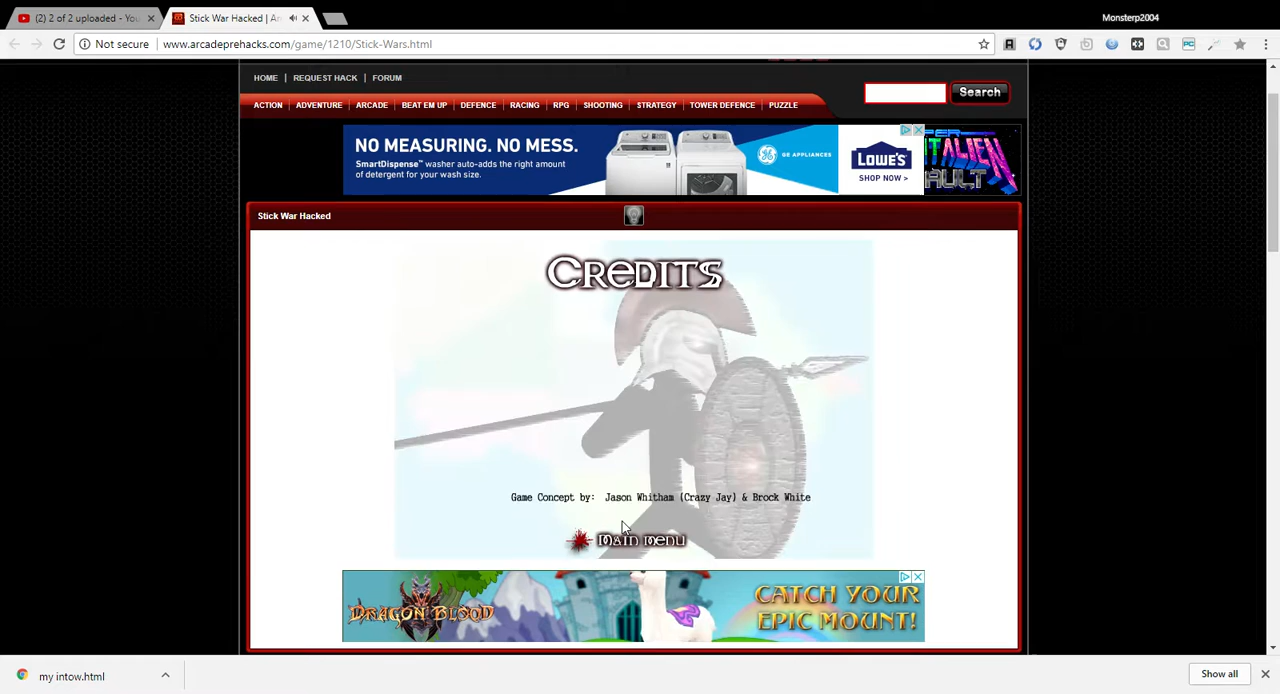 (2) 2 of 2 uploaded - You
Stick War Hacked | Ar
Monsterp2004
Not secure
www.arcadeprehacks.com/game/1210/Stick-Wars.html
HOME | REQUEST HACK | FORUM
Search
ACTION ADVENTURE ARCADE BEAT EM UP DEFENCE RACING RPG SHOOTING STRATEGY TOWER DEFENCE PUZZLE
NO MEASURING. NO MESS.
SmartDispense™ washer auto-adds the right amount
of detergent for your wash size.
GE APPLIANCES
LOWE'S
SHOP NOW >
Stick War Hacked
Credits
Game Concept by: Jason Whitham (Crazy Jay) & Brock White
Main menu
DRAGON BLOOD
CATCH YOUR
EPIC MOUNT!
my intow.html
Show all